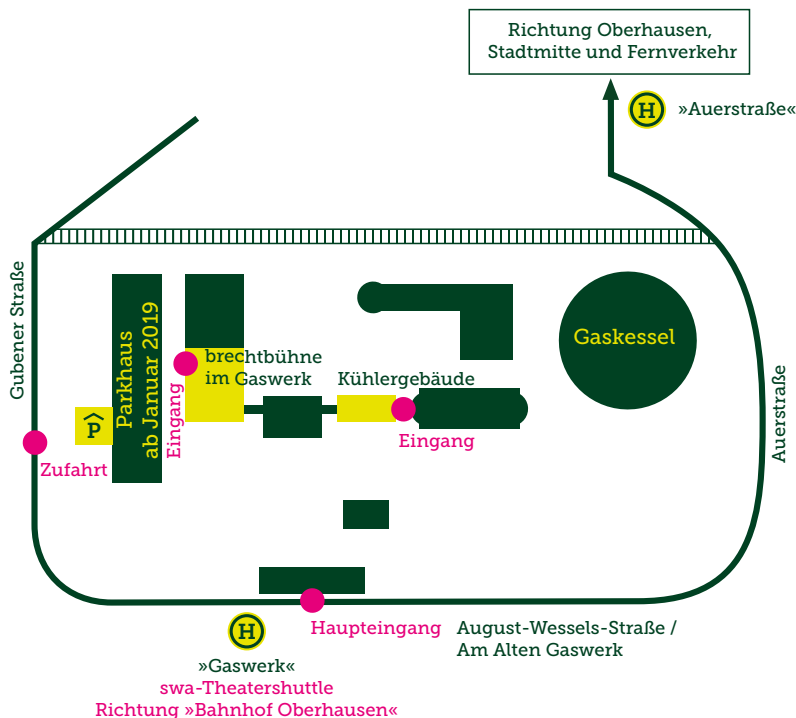 Richtung Oberhausen,
Stadtmitte und Fernverkehr
H
»Auerstraße«
Gubener Straße
Parkhaus
ab Januar 2019
P
Zufahrt
Eingang
brechtbühne
im Gaswerk
Kühlergebäude
Eingang
Gaskessel
Auerstraße
H
»Gaswerk«
swa-Theatershuttle
Richtung »Bahnhof Oberhausen«
Haupteingang
August-Wessels-Straße /
Am Alten Gaswerk